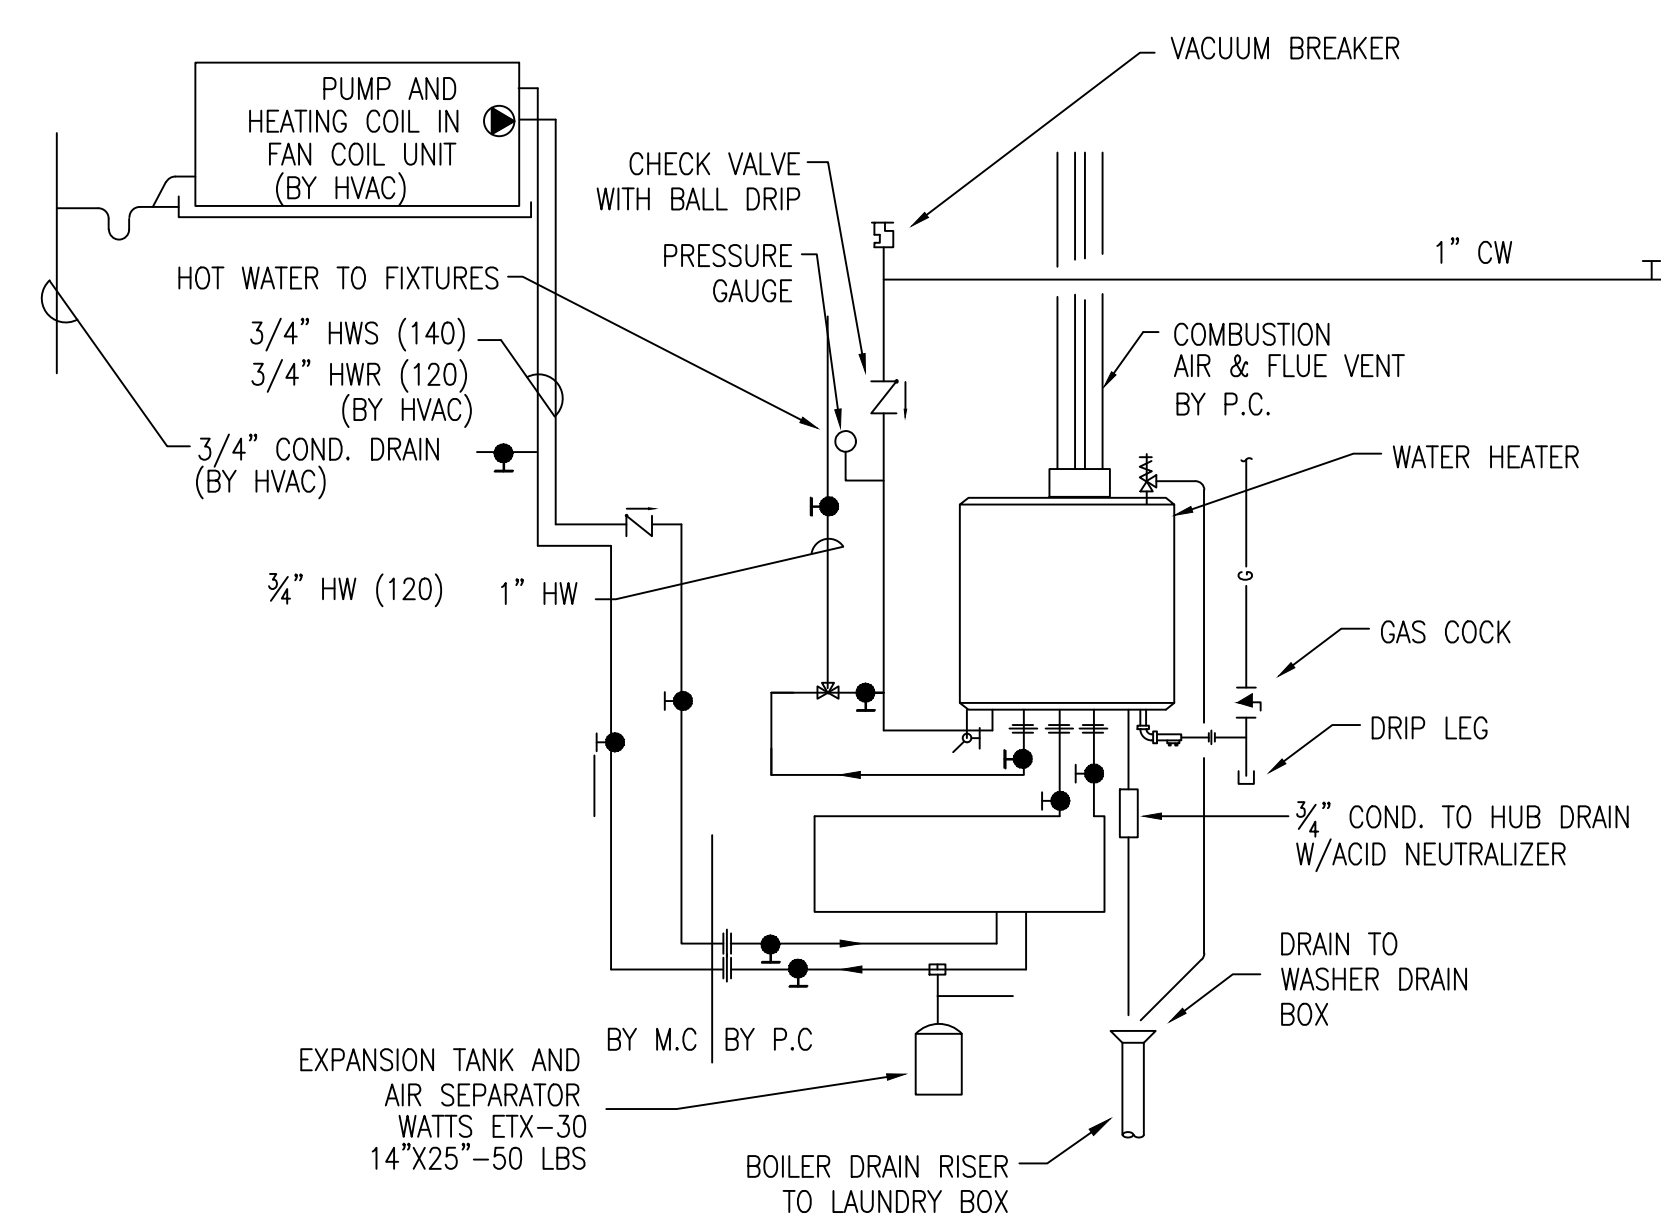 VACUUM BREAKER
PUMP AND
HEATING COIL IN
FAN COIL UNIT
(BY HVAC)
CHECK VALVE
WITH BALL DRIP
PRESSURE
GAUGE
1" CW
HOT WATER TO FIXTURES
3/4" HWS (140)
3/4" HWR (120)
(BY HVAC)
3/4" COND. DRAIN
(BY HVAC)
COMBUSTION
AIR & FLUE VENT
BY P.C.
WATER HEATER
G
3/4" HW (120) 1" HW
GAS COCK
DRIP LEG
3/4" COND. TO HUB DRAIN
W/ACID NEUTRALIZER
DRAIN TO
WASHER DRAIN
BOX
BY M.C BY P.C
EXPANSION TANK AND
AIR SEPARATOR
WATTS ETX-30
14"X25"-50 LBS
BOILER DRAIN RISER
TO LAUNDRY BOX